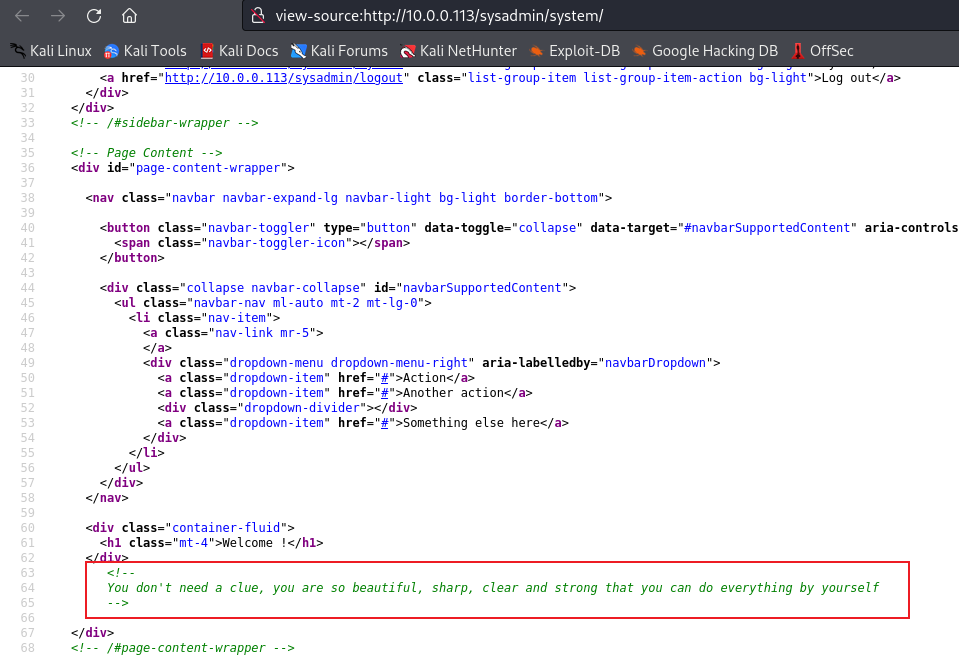 view-source:http://10.0.0.113/sysadmin/system/
Kali Linux Kali Tools Kali Docs Kali Forums Kali NetHunter Exploit-DB Google Hacking DB OffSec
30 <a href="http://10.0.0.113/sysadmin/logout" class="list-group-item list-group-item-action bg-light">Log out</a>
31 </div>
32 </div>
33 <!-- /#sidebar-wrapper -->
34
35 <!-- Page Content -->
36 <div id="page-content-wrapper">
37
38 <nav class="navbar navbar-expand-lg navbar-light bg-light border-bottom">
39
40 <button class="navbar-toggler" type="button" data-toggle="collapse" data-target="#navbarSupportedContent" aria-controls
41 <span class="navbar-toggler-icon"></span>
42 </button>
43
44 <div class="collapse navbar-collapse" id="navbarSupportedContent">
45 <ul class="navbar-nav ml-auto mt-2 mt-lg-0">
46 <li class="nav-item">
47 <a class="nav-link mr-5">
48 </a>
49 <div class="dropdown-menu dropdown-menu-right" aria-labelledby="navbarDropdown">
50 <a class="dropdown-item" href="#">Action</a>
51 <a class="dropdown-item" href="#">Another action</a>
52 <div class="dropdown-divider"></div>
53 <a class="dropdown-item" href="#">Something else here</a>
54 </div>
55 </li>
56 </ul>
57 </div>
58 </nav>
59
60 <div class="container-fluid">
61 <h1 class="mt-4">Welcome !</h1>
62 </div>
63 <!--
64 You don't need a clue, you are so beautiful, sharp, clear and strong that you can do everything by yourself
65 -->
66
67 </div>
68 <!-- /#page-content-wrapper -->